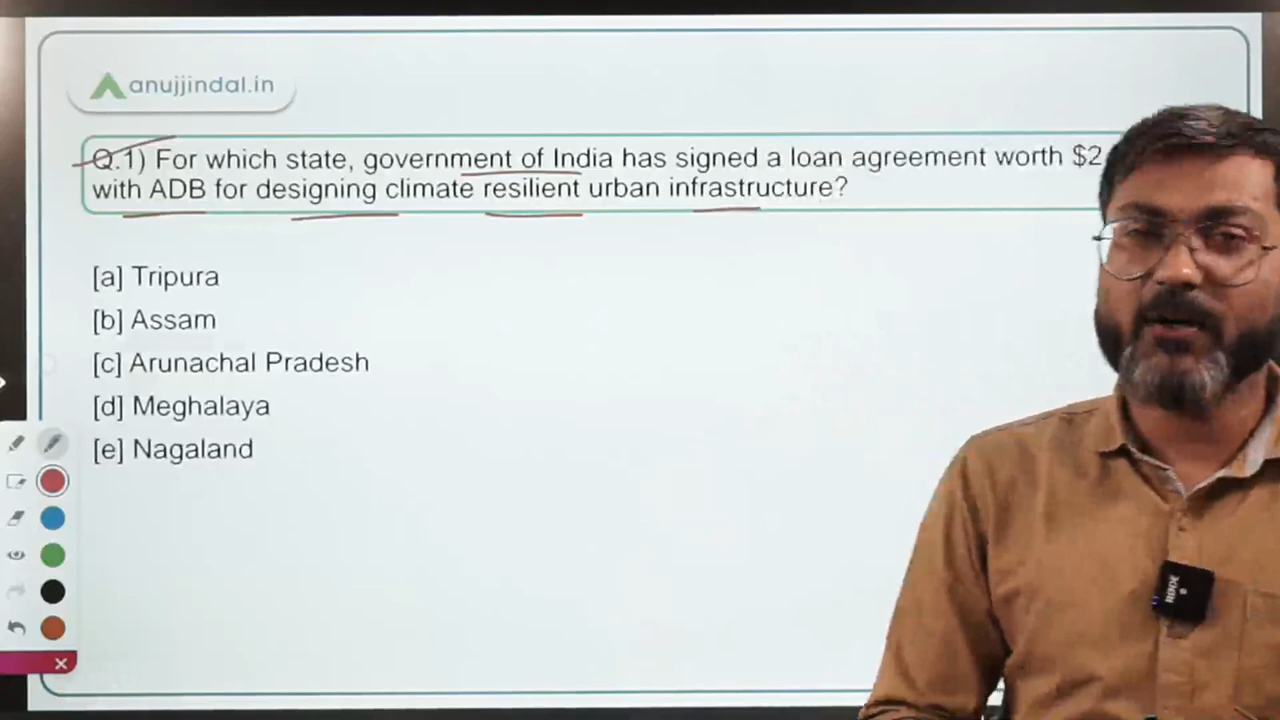 anujjindal.in
Q.1) For which state, government of India has signed a loan agreement worth $2
with ADB for designing climate resilient urban infrastructure?
[a] Tripura
[b] Assam
[c] Arunachal Pradesh
[d] Meghalaya
[e] Nagaland
RODE